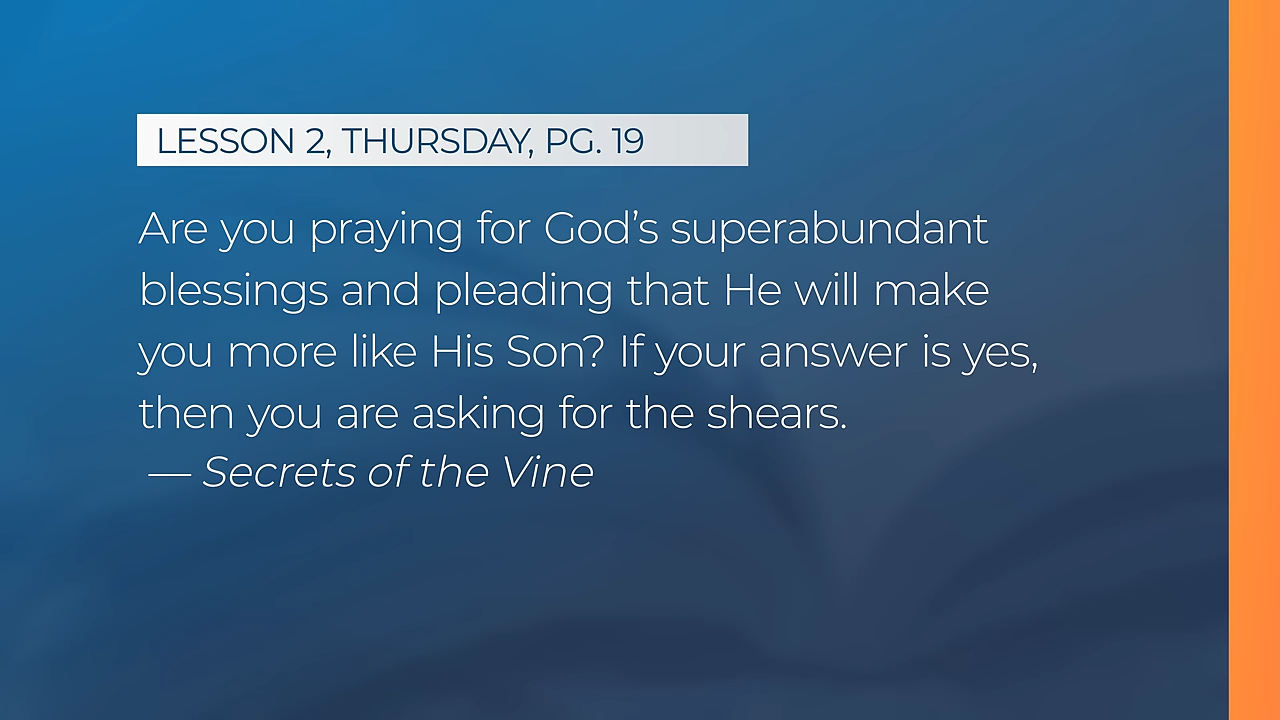 LESSON 2, THURSDAY, PG. 19
Are you praying for God’s superabundant
blessings and pleading that He will make
you more like His Son? If your answer is yes,
then you are asking for the shears.
— Secrets of the Vine